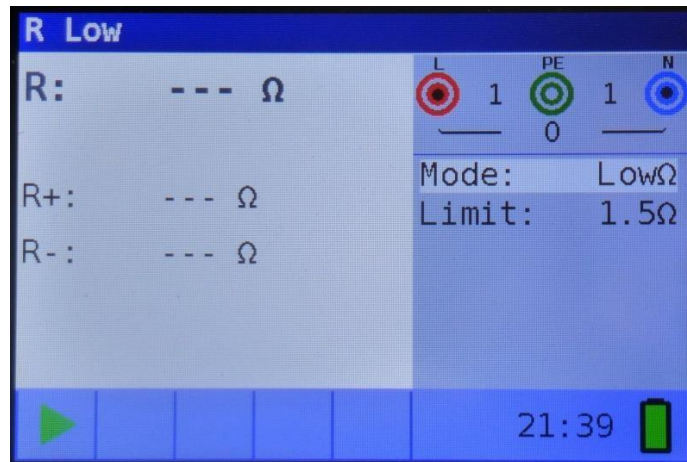 R Low
R: --- Ω
R+: --- Ω
R-: --- Ω
L PE N
1 1
0
Mode: LowΩ
Limit: 1.5Ω
21:39